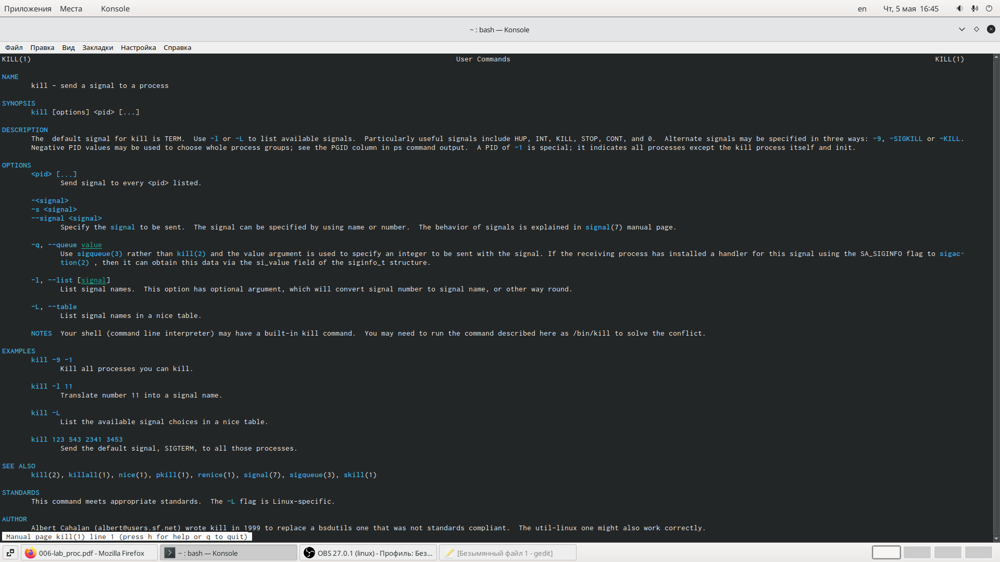 Приложения Места Konsole en Чт, 5 мая 16:45
~ : bash — Konsole
Файл Правка Вид Закладки Настройка Справка
KILL(1) User Commands KILL(1)
NAME
kill - send a signal to a process
SYNOPSIS
kill [options] <pid> [...]
DESCRIPTION
The default signal for kill is TERM. Use -l or -L to list available signals. Particularly useful signals include HUP, INT, KILL, STOP, CONT, and 0. Alternate signals may be specified in three ways: -9, -SIGKILL or -KILL.
Negative PID values may be used to choose whole process groups; see the PGID column in ps command output. A PID of -1 is special; it indicates all processes except the kill process itself and init.
OPTIONS
<pid> [...]
Send signal to every <pid> listed.
-<signal>
-s <signal>
--signal <signal>
Specify the signal to be sent. The signal can be specified by using name or number. The behavior of signals is explained in signal(7) manual page.
-q, --queue value
Use sigqueue(3) rather than kill(2) and the value argument is used to specify an integer to be sent with the signal. If the receiving process has installed a handler for this signal using the SA_SIGINFO flag to sigac-
tion(2) , then it can obtain this data via the si_value field of the siginfo_t structure.
-l, --list [signal]
List signal names. This option has optional argument, which will convert signal number to signal name, or other way round.
-L, --table
List signal names in a nice table.
NOTES Your shell (command line interpreter) may have a built-in kill command. You may need to run the command described here as /bin/kill to solve the conflict.
EXAMPLES
kill -9 -1
Kill all processes you can kill.
kill -l 11
Translate number 11 into a signal name.
kill -L
List the available signal choices in a nice table.
kill 123 543 2341 3453
Send the default signal, SIGTERM, to all those processes.
SEE ALSO
kill(2), killall(1), nice(1), pkill(1), renice(1), signal(7), sigqueue(3), skill(1)
STANDARDS
This command meets appropriate standards. The -L flag is Linux-specific.
AUTHOR
Albert Cahalan ⟨albert@users.sf.net⟩ wrote kill in 1999 to replace a bsdutils one that was not standards compliant. The util-linux one might also work correctly.
Manual page kill(1) line 1 (press h for help or q to quit)
006-lab_proc.pdf - Mozilla Firefox ~ : bash — Konsole OBS 27.0.1 (linux) - Профиль: Без... [Безымянный файл 1 - gedit]